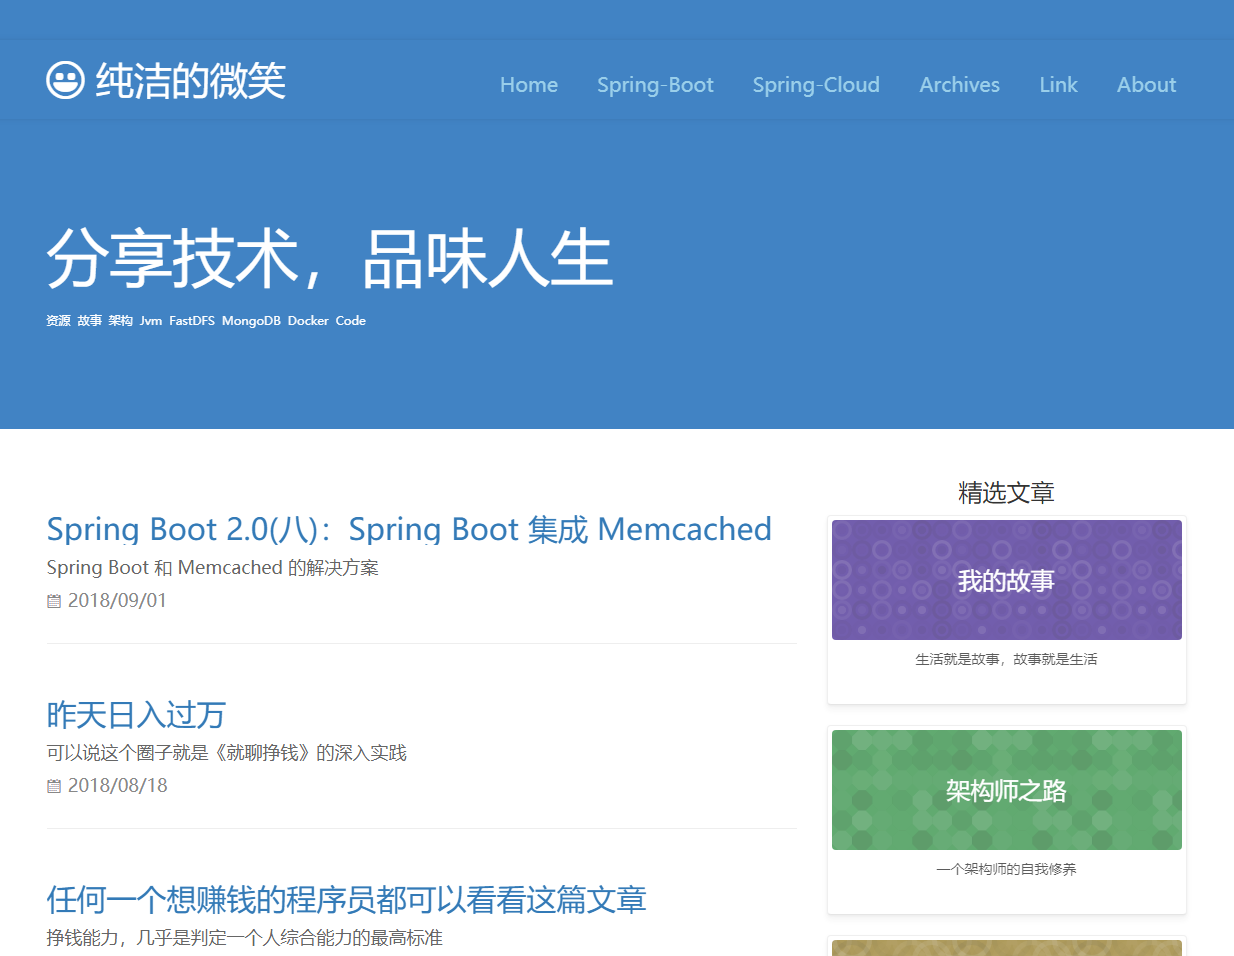 纯洁的微笑
Home Spring-Boot Spring-Cloud Archives Link About
分享技术，品味人生
资源 故事 架构 Jvm FastDFS MongoDB Docker Code
Spring Boot 2.0(八)：Spring Boot 集成 Memcached
Spring Boot 和 Memcached 的解决方案
2018/09/01
昨天日入过万
可以说这个圈子就是《就聊挣钱》的深入实践
2018/08/18
任何一个想赚钱的程序员都可以看看这篇文章
挣钱能力，几乎是判定一个人综合能力的最高标准
精选文章
我的故事
生活就是故事，故事就是生活
架构师之路
一个架构师的自我修养